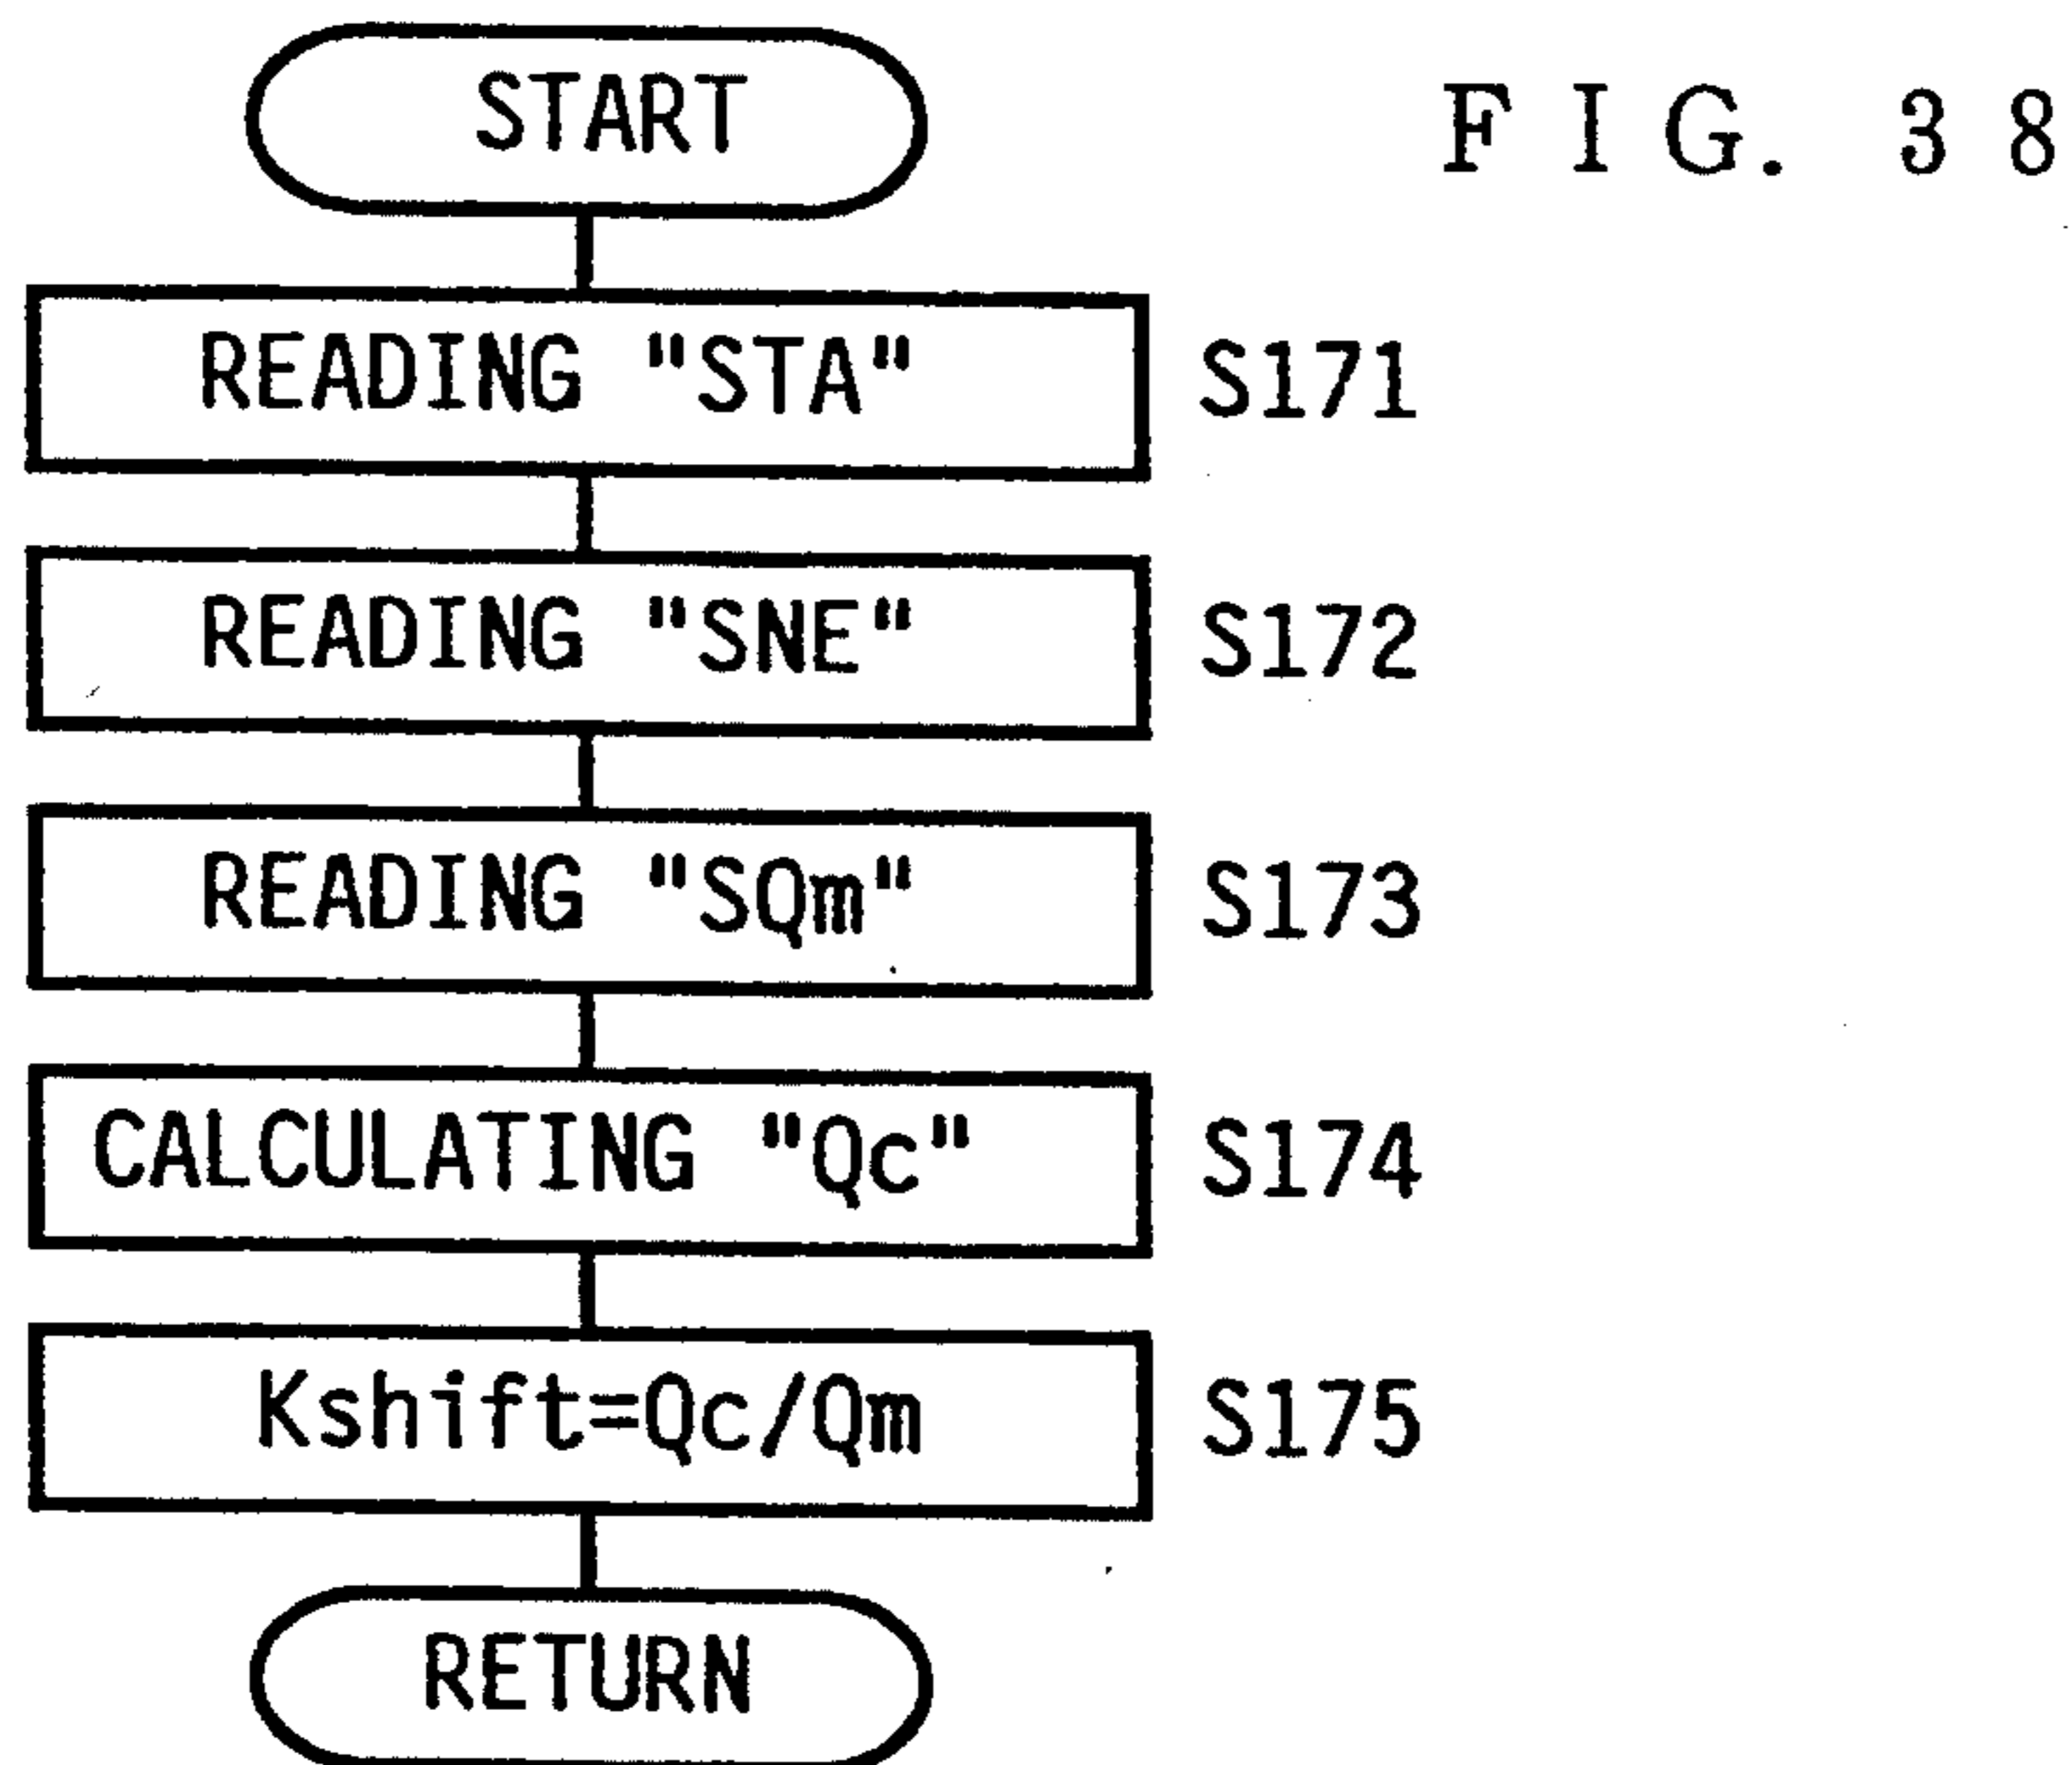 START
FIG. 38
READING "STA" S171
READING "SNE" S172
READING "SQm" S173
CALCULATING "Qc" S174
Kshift=Qc/Qm S175
RETURN